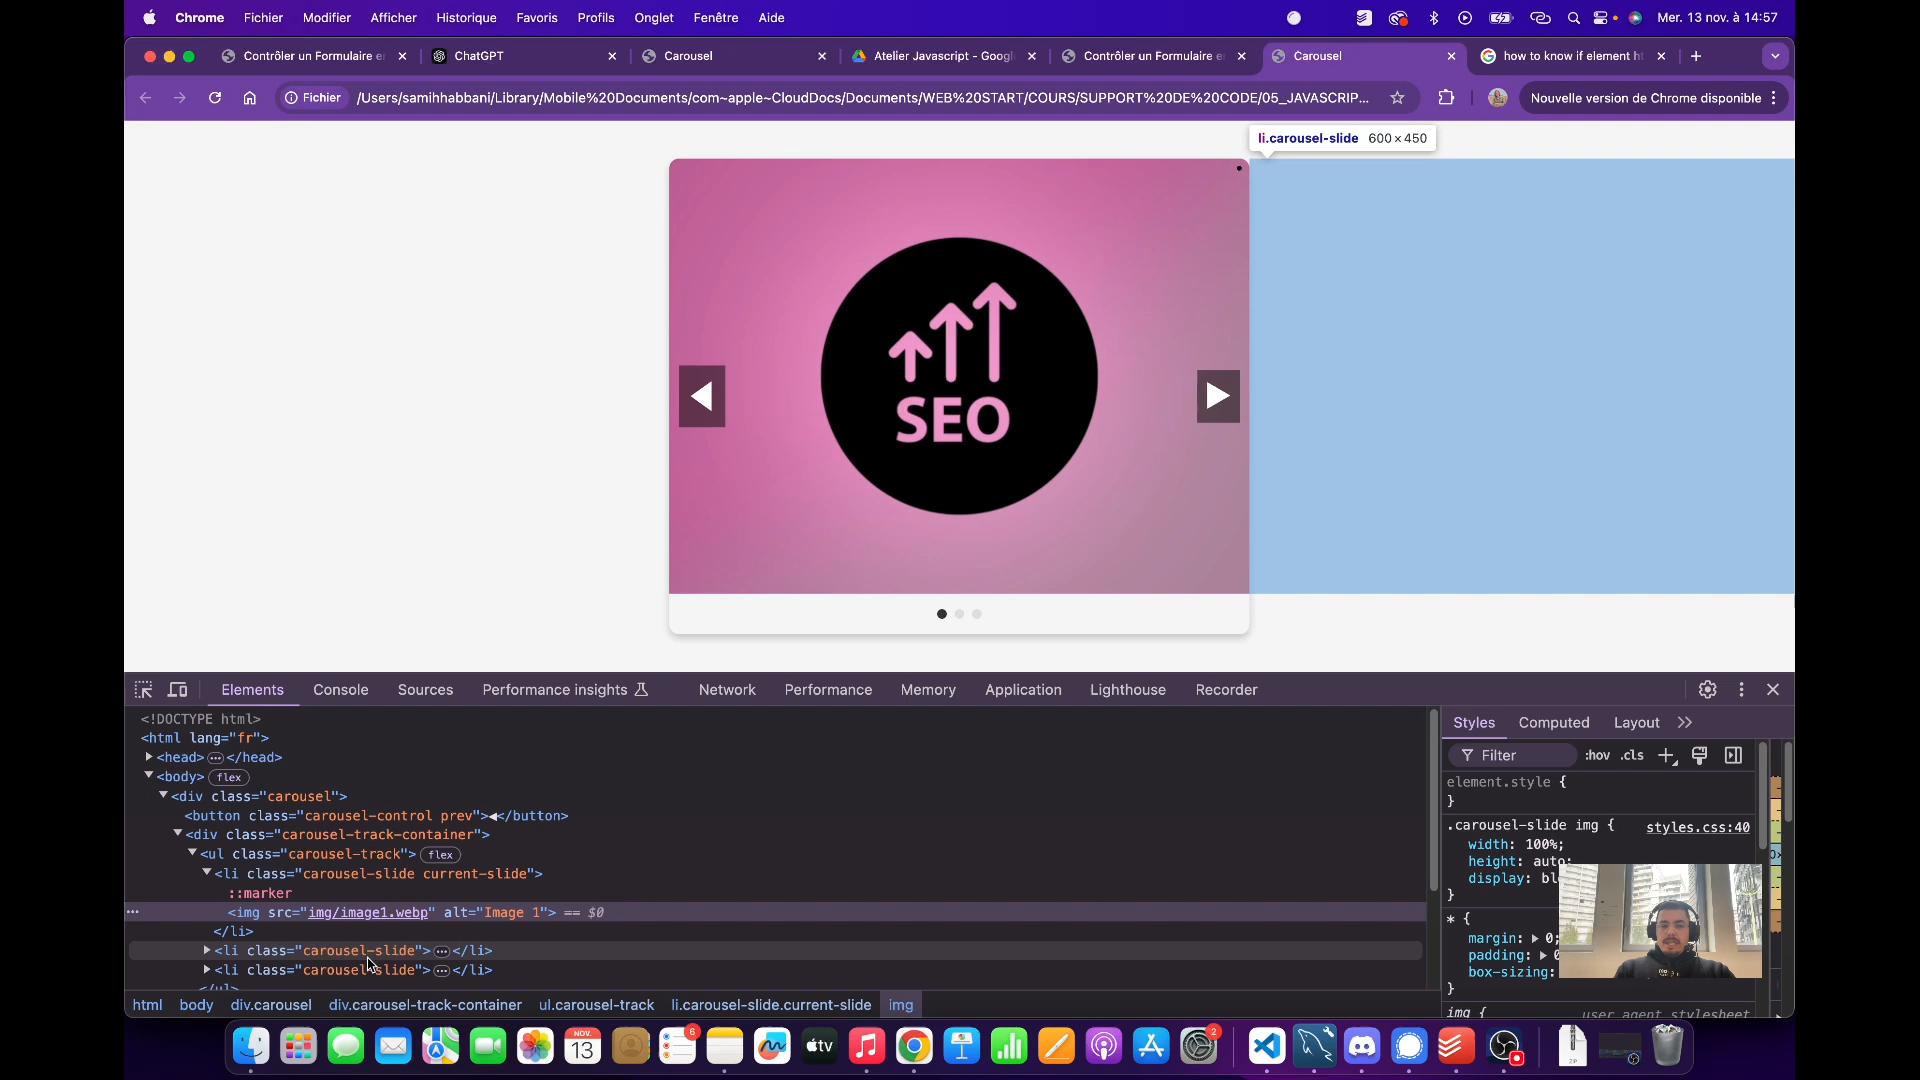 Chrome Fichier Modifier Afficher Historique Favoris Profils Onglet Fenêtre Aide Mer. 13 nov. à 14:57
Contrôler un Formulaire e ChatGPT Carousel Atelier Javascript - Googl Contrôler un Formulaire e Carousel how to know if element ht
Fichier /Users/samihhabbani/Library/Mobile%20Documents/com~apple~CloudDocs/Documents/WEB%20START/COURS/SUPPORT%20DE%20CODE/05_JAVASCRIP... Nouvelle version de Chrome disponible
li.carousel-slide 600×450
SEO
◀
▶
Elements Console Sources Performance insights Network Performance Memory Application Lighthouse Recorder
<!DOCTYPE html>
<html lang="fr">
<head>…</head>
<body> flex
<div class="carousel">
<button class="carousel-control prev">◀</button>
<div class="carousel-track-container">
<ul class="carousel-track"> flex
<li class="carousel-slide current-slide">
::marker
<img src="img/image1.webp" alt="Image 1"> == $0
</li>
<li class="carousel-slide">…</li>
<li class="carousel-slide">…</li>
</ul>
html body div.carousel div.carousel-track-container ul.carousel-track li.carousel-slide.current-slide img
Styles Computed Layout
Filter :hov .cls
element.style {
}
.carousel-slide img { styles.css:40
width: 100%;
height: auto;
display: bl
}
* {
margin: 0;
padding: 0
box-sizing:
}
img { user agent stylesheet
NOV.
13
6
tv
2
ZIP